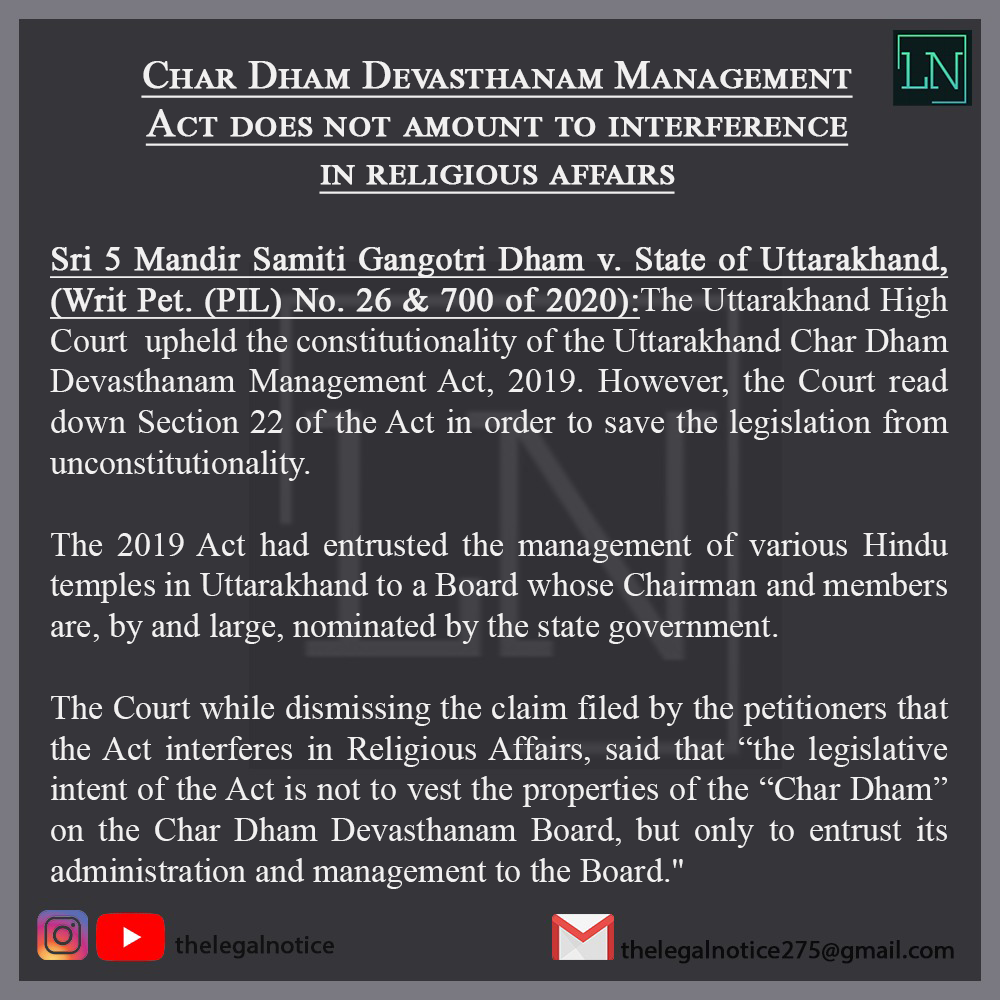 LN
Char Dham Devasthanam Management
Act does not amount to interference
in religious affairs
Sri 5 Mandir Samiti Gangotri Dham v. State of Uttarakhand,
(Writ Pet. (PIL) No. 26 & 700 of 2020):The Uttarakhand High
Court  upheld the constitutionality of the Uttarakhand Char Dham
Devasthanam Management Act, 2019. However, the Court read
down Section 22 of the Act in order to save the legislation from
unconstitutionality.
The 2019 Act had entrusted the management of various Hindu
temples in Uttarakhand to a Board whose Chairman and members
are, by and large, nominated by the state government.
The Court while dismissing the claim filed by the petitioners that
the Act interferes in Religious Affairs, said that “the legislative
intent of the Act is not to vest the properties of the “Char Dham”
on the Char Dham Devasthanam Board, but only to entrust its
administration and management to the Board."
thelegalnotice
thelegalnotice275@gmail.com